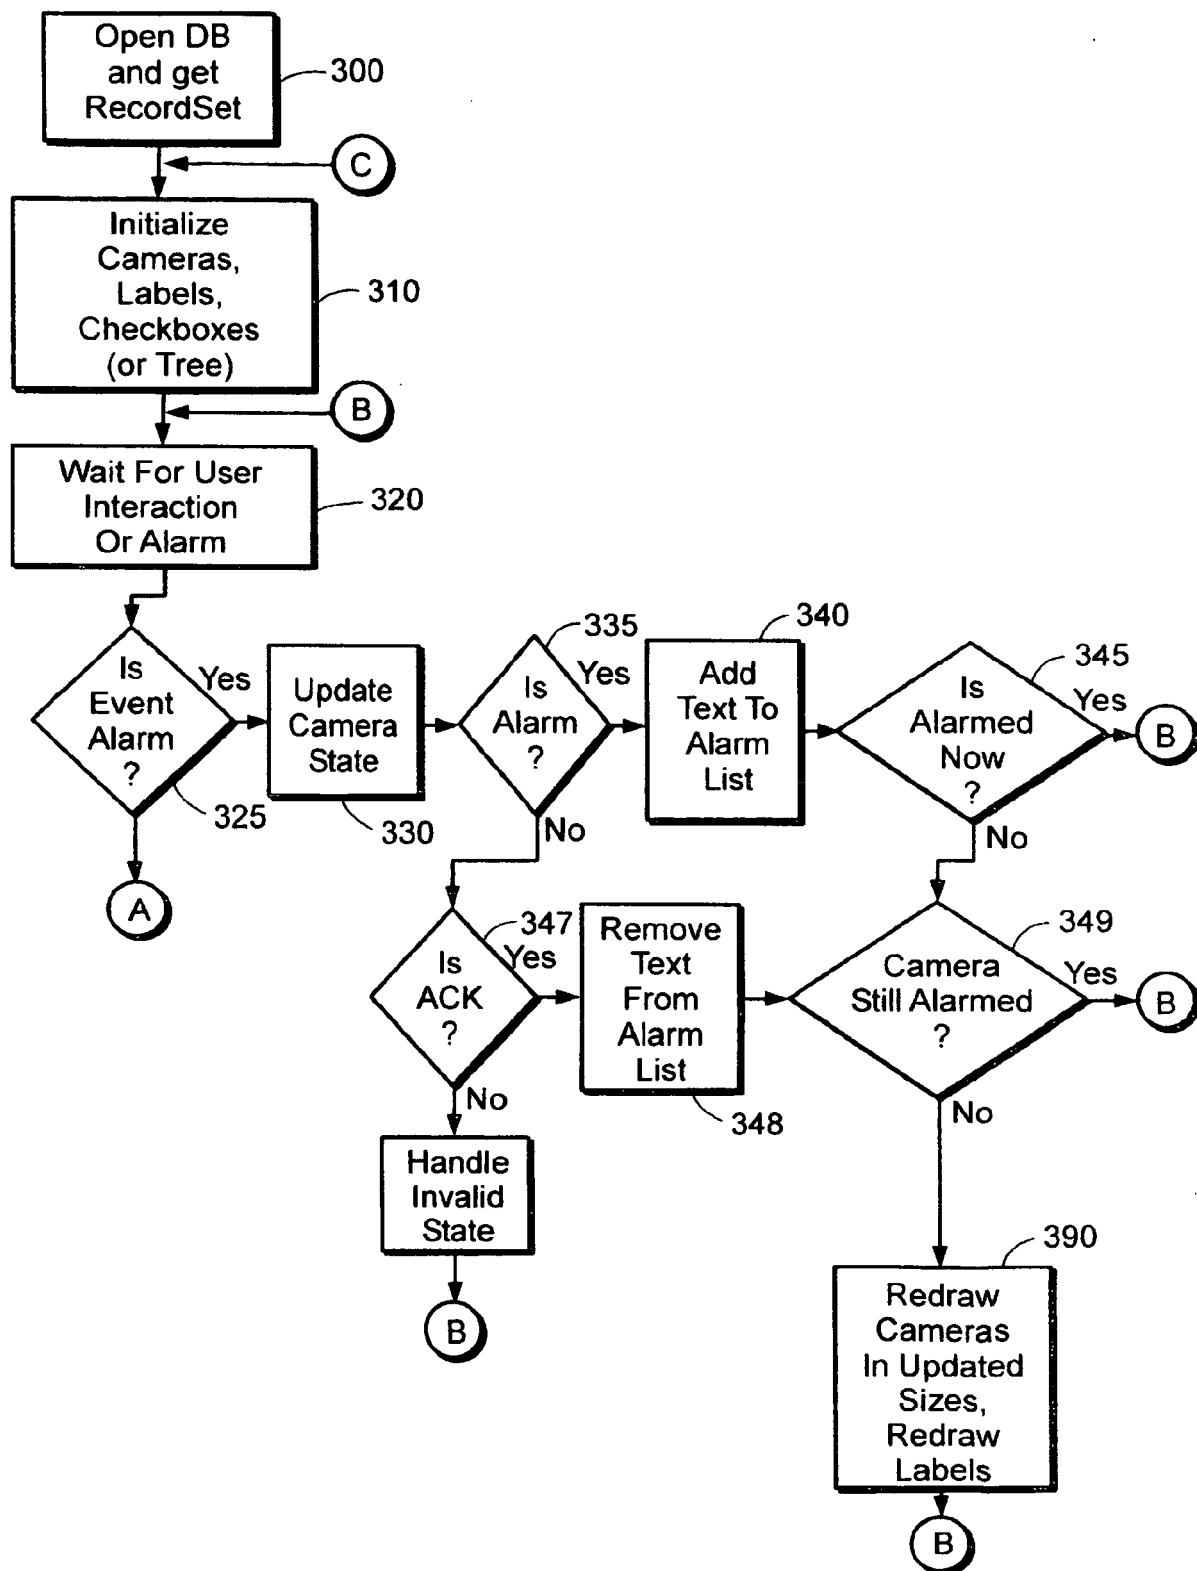 Open DB
and get
RecordSet
300
C
Initialize
Cameras,
Labels,
Checkboxes
(or Tree)
310
B
Wait For User
Interaction
Or Alarm
320
Is
Event
Alarm
?
Yes
325
A
Update
Camera
State
330
Is
Alarm
?
335
Yes
No
Add
Text To
Alarm
List
340
Is
Alarmed
Now
?
345
Yes
B
No
Is
ACK
?
347
Yes
No
Remove
Text
From
Alarm
List
348
Camera
Still Alarmed
?
349
Yes
B
No
Handle
Invalid
State
B
390
Redraw
Cameras
In Updated
Sizes,
Redraw
Labels
B